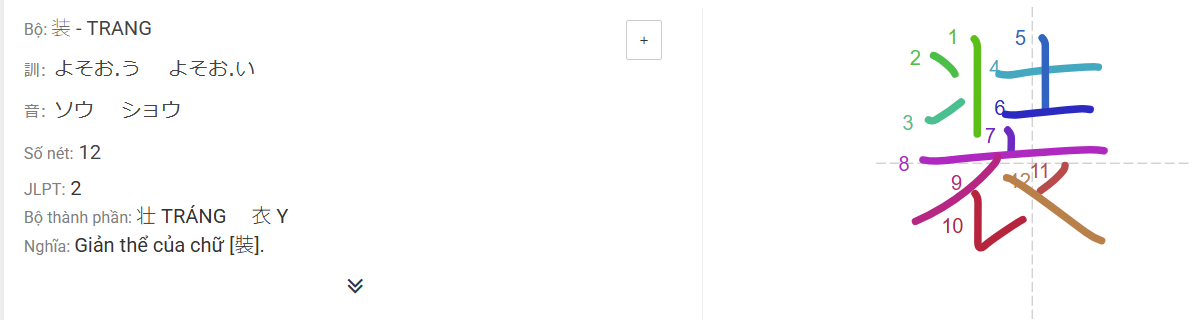 Bộ: 装 - TRANG
+
訓: よそお.う よそお.い
音: ソウ ショウ
Số nét: 12
JLPT: 2
Bộ thành phần: 壮 TRÁNG 衣 Y
Nghĩa: Giản thể của chữ [裝].
装
1
2
3
4
5
6
7
8
9
10
11
12